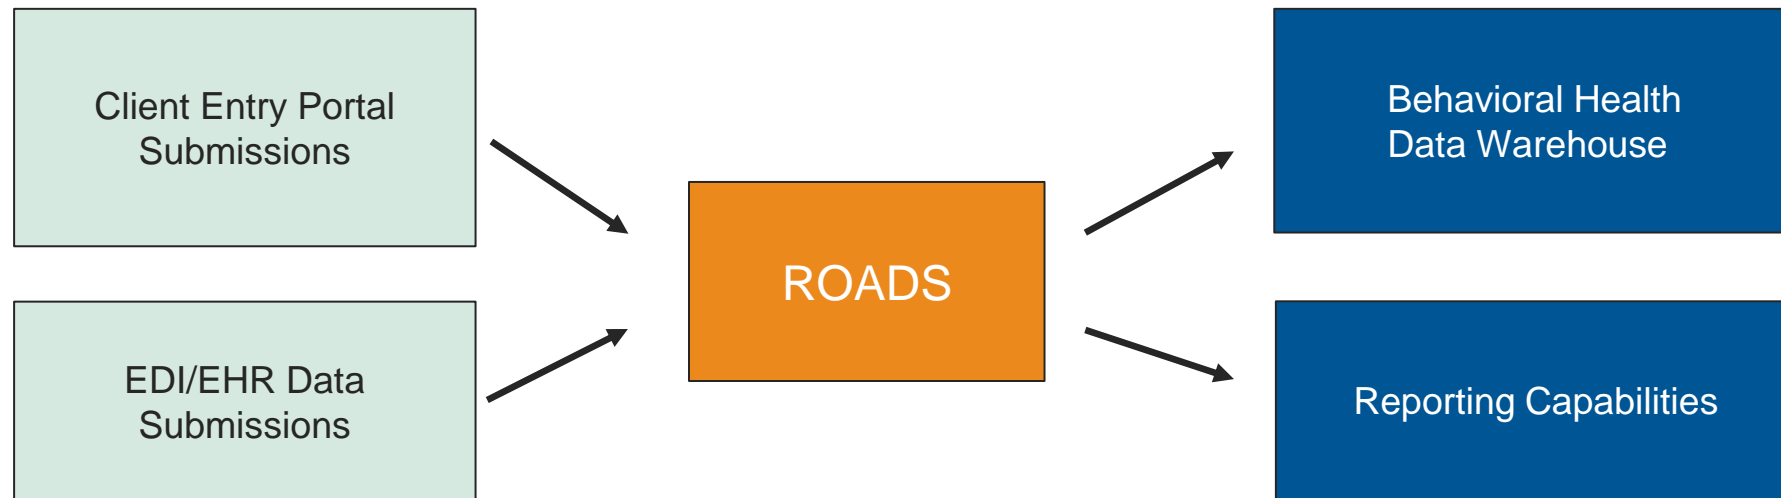 Client Entry Portal
Submissions
EDI/EHR Data
Submissions
ROADS
Behavioral Health
Data Warehouse
Reporting Capabilities